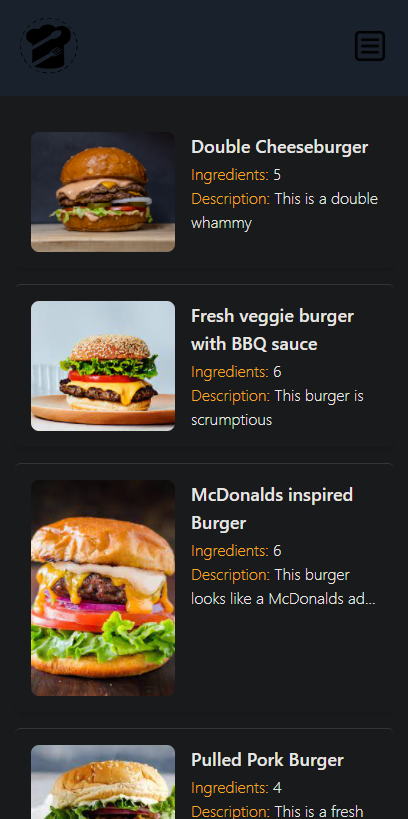 Double Cheeseburger
Ingredients: 5
Description: This is a double
whammy
Fresh veggie burger
with BBQ sauce
Ingredients: 6
Description: This burger is
scrumptious
McDonalds inspired
Burger
Ingredients: 6
Description: This burger
looks like a McDonalds ad...
Pulled Pork Burger
Ingredients: 4
Description: This is a fresh